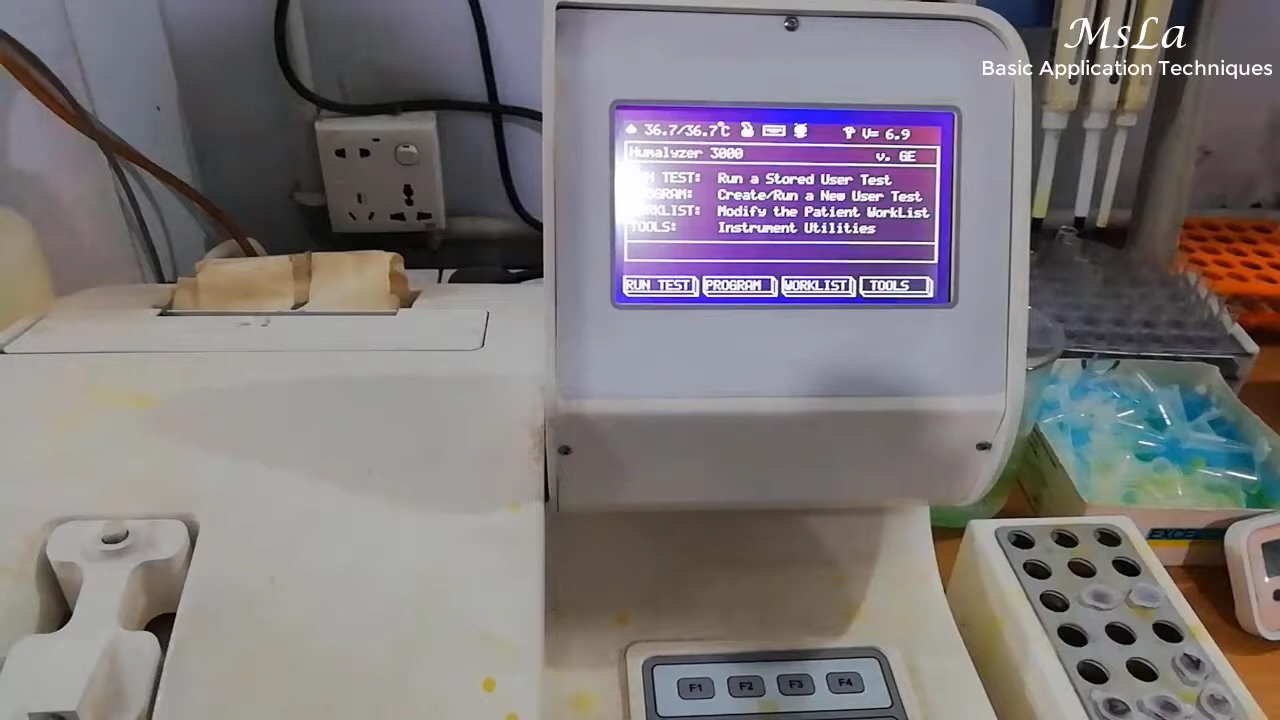 MsLa
Basic Application Techniques
36.7/36.7°C V= 6.9
Humalyzer 3000 v. GE
TEST: Run a Stored User Test
Create/Run a New User Test
Modify the Patient WorkList
TOOLS: Instrument Utilities
RUN TEST PROGRAM WORKLIST TOOLS
F1 F2 F3 F4